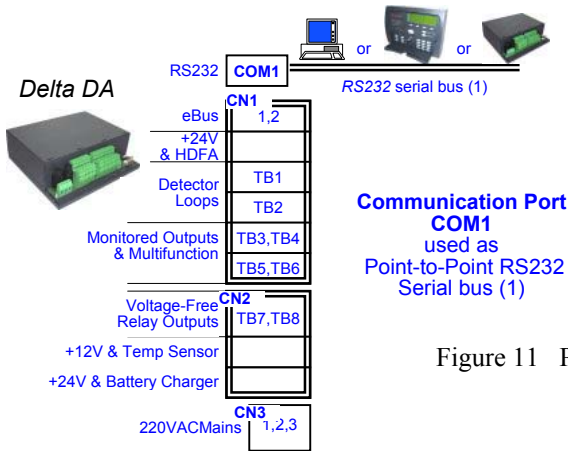 or or
RS232 COM1
RS232 serial bus (1)
Delta DA
CN1
eBus 1,2
+24V
& HDFA
Detector
Loops
TB1
TB2
Monitored Outputs
& Multifunction
TB3,TB4
TB5,TB6
Communication Port
COM1
used as
Point-to-Point RS232
Serial bus (1)
CN2
Voltage-Free
Relay Outputs
TB7,TB8
+12V & Temp Sensor
+24V & Battery Charger
Figure 11
CN3
220VACMains 1,2,3